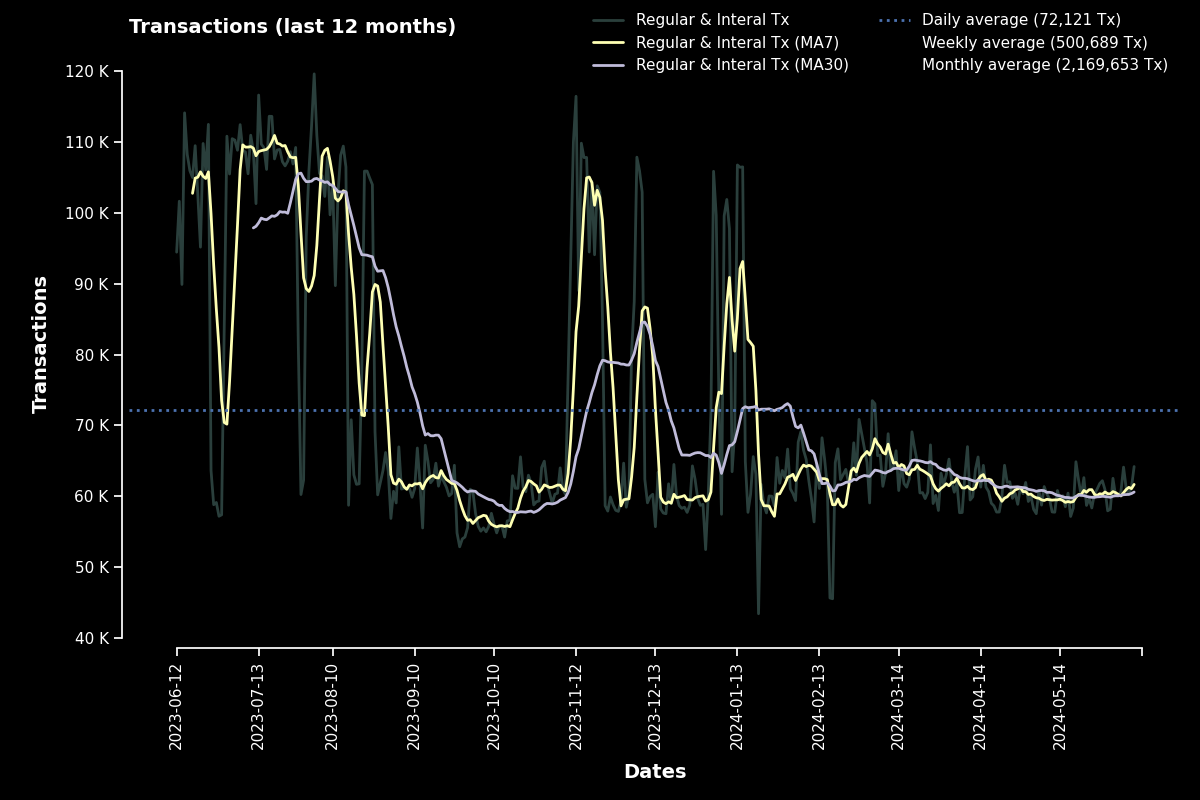 Transactions (last 12 months)
Regular & Interal Tx
Regular & Interal Tx (MA7)
Regular & Interal Tx (MA30)
Daily average (72,121 Tx)
Weekly average (500,689 Tx)
Monthly average (2,169,653 Tx)
120 K
110 K
100 K
90 K
80 K
70 K
60 K
50 K
40 K
Transactions
2023-06-12
2023-07-13
2023-08-10
2023-09-10
2023-10-10
2023-11-12
2023-12-13
2024-01-13
2024-02-13
2024-03-14
2024-04-14
2024-05-14
Dates